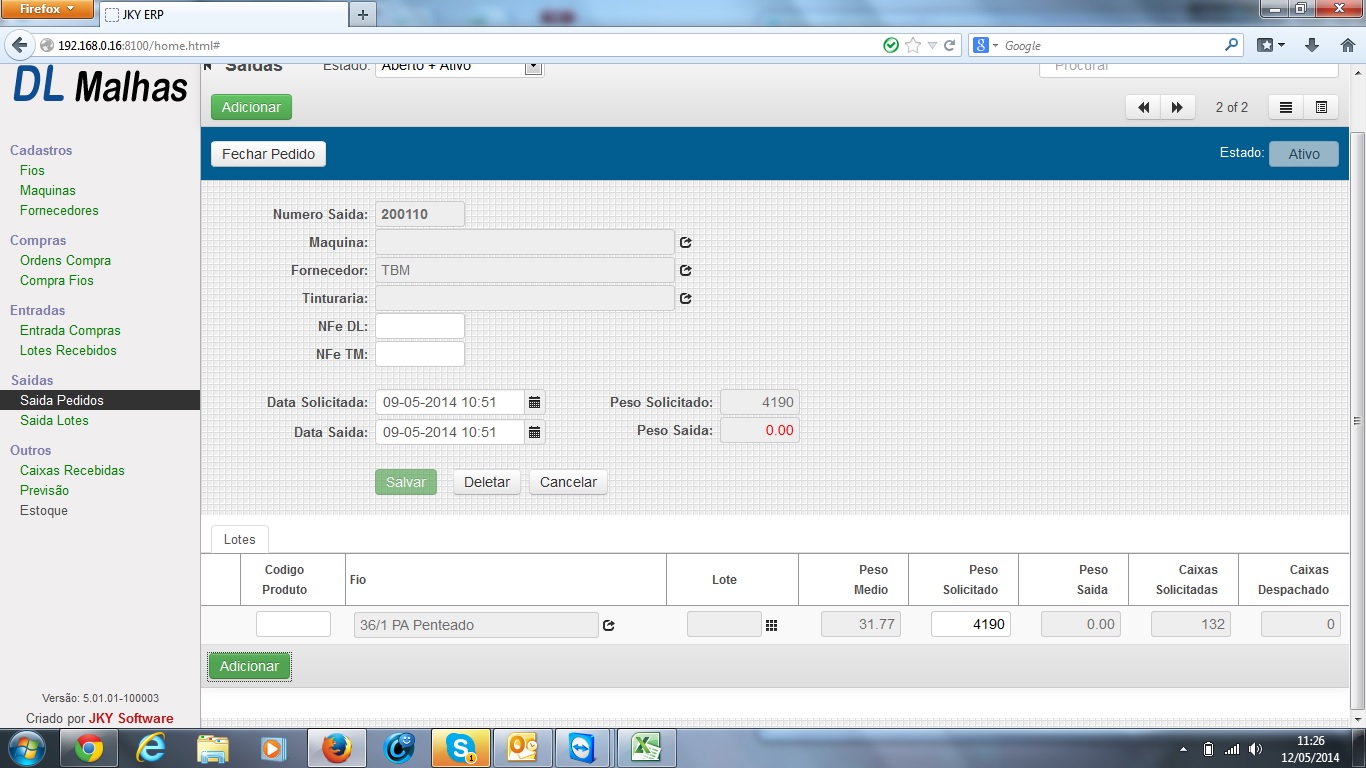 Firefox
JKY ERP
192.168.0.16:8100/home.html#
Google
DL Malhas
Saidas Estado: Aberto + Ativo Procurar
Adicionar 2 of 2
Fechar Pedido Estado: Ativo
Cadastros
Fios
Maquinas
Fornecedores
Compras
Ordens Compra
Compra Fios
Entradas
Entrada Compras
Lotes Recebidos
Saidas
Saida Pedidos
Saida Lotes
Outros
Caixas Recebidas
Previsão
Estoque
Versão: 5.01.01-100003
Criado por JKY Software
Numero Saida: 200110
Maquina:
Fornecedor: TBM
Tinturaria:
NFe DL:
NFe TM:
Data Solicitada: 09-05-2014 10:51 Peso Solicitado: 4190
Data Saida: 09-05-2014 10:51 Peso Saida: 0.00
Salvar Deletar Cancelar
Lotes
Codigo Produto Fio Lote Peso Medio Peso Solicitado Peso Saida Caixas Solicitadas Caixas Despachado
36/1 PA Penteado 31.77 4190 0.00 132 0
Adicionar
11:26
12/05/2014